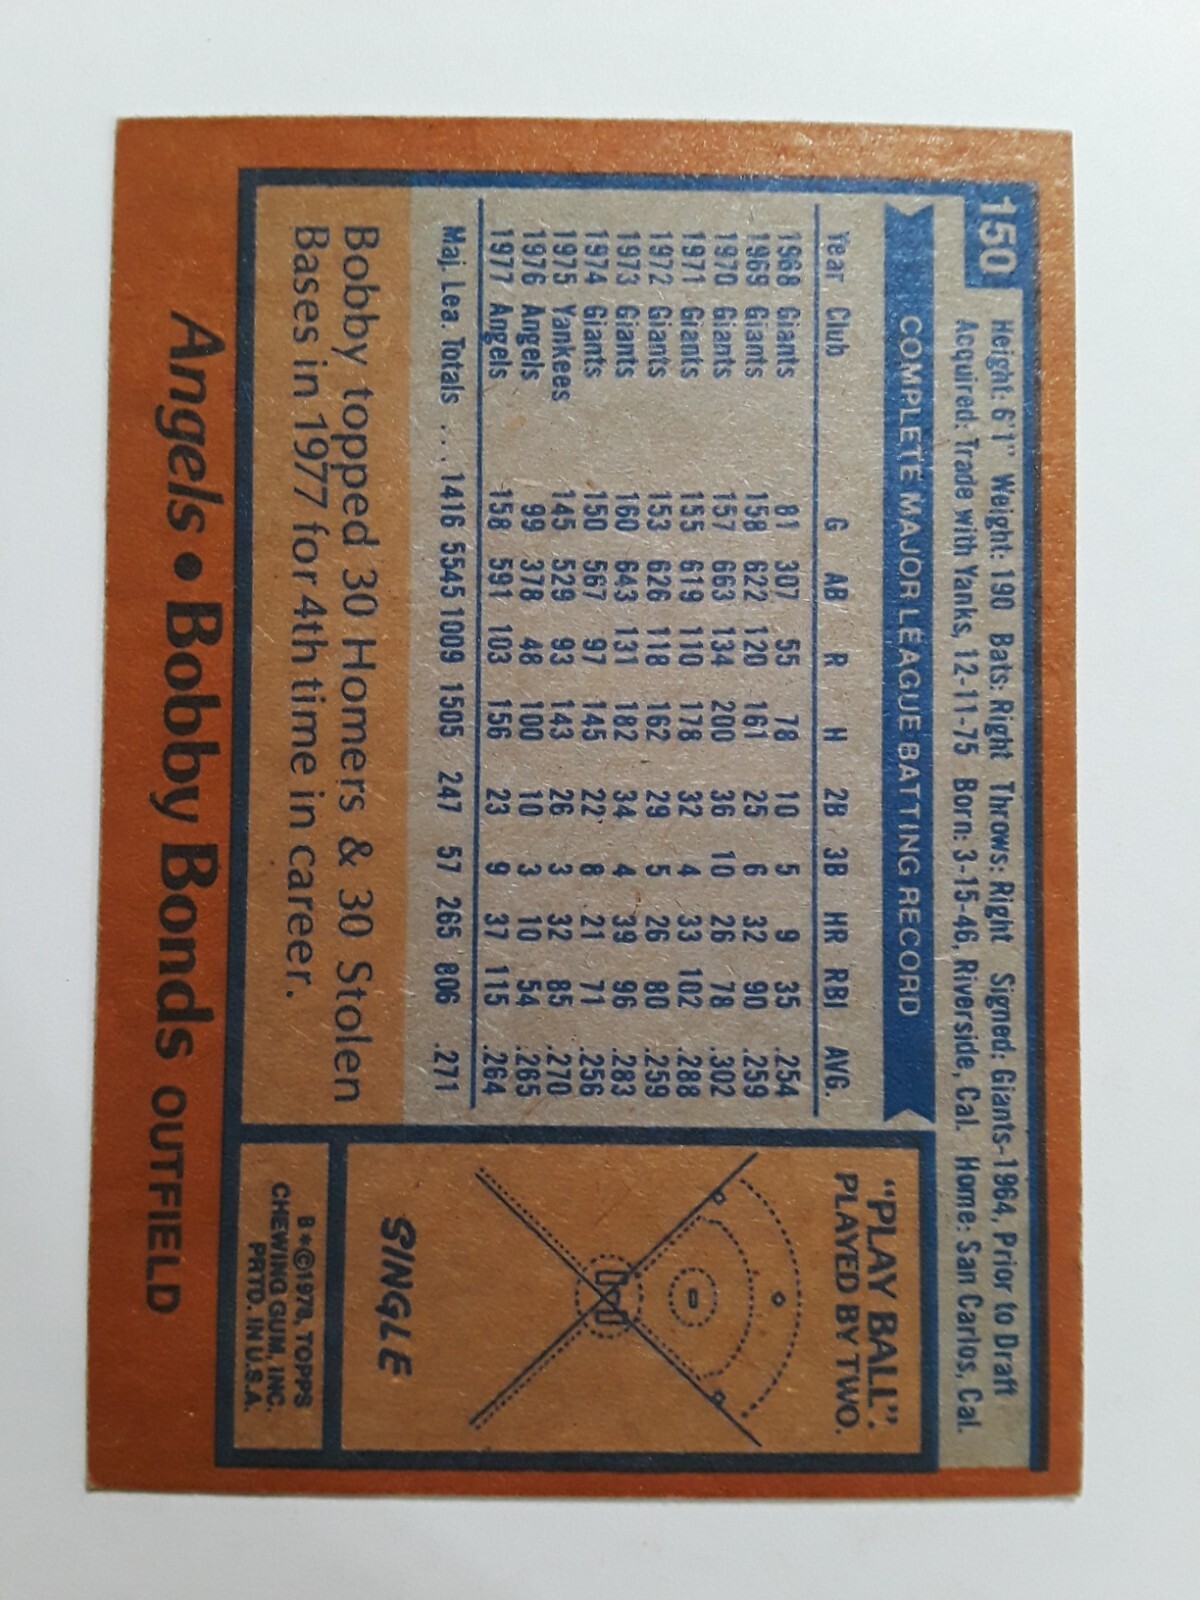 150
Height: 6'1" Weight: 190 Bats: Right Throws: Right Signed: Giants-1964, Prior to Draft
Acquired: Trade with Yanks, 12-11-75 Born: 3-15-46, Riverside, Cal. Home: San Carlos, Cal.
COMPLETE MAJOR LEAGUE BATTING RECORD
Year Club G AB R H 2B 3B HR RBI AVG.
1968 Giants 81 307 55 78 10 5 9 35 .254
1969 Giants 158 622 120 161 25 6 32 90 .259
1970 Giants 157 663 134 200 36 10 26 78 .302
1971 Giants 155 619 110 178 32 4 33 102 .288
1972 Giants 153 626 118 162 29 5 26 80 .259
1973 Giants 160 643 131 182 34 4 39 96 .283
1974 Giants 150 567 97 145 22 8 21 71 .256
1975 Yankees 145 529 93 143 26 3 32 85 .270
1976 Angels 99 378 48 100 10 3 10 54 .265
1977 Angels 158 591 103 156 23 9 37 115 .264
Maj. Lea. Totals ... 1416 5545 1009 1505 247 57 265 806 .271
Bobby topped 30 Homers & 30 Stolen
Bases in 1977 for 4th time in career.
"PLAY BALL":
PLAYED BY TWO.
SINGLE
B*©1978, TOPPS
CHEWING GUM, INC.
PRTD. IN U.S.A.
Angels • Bobby Bonds OUTFIELD